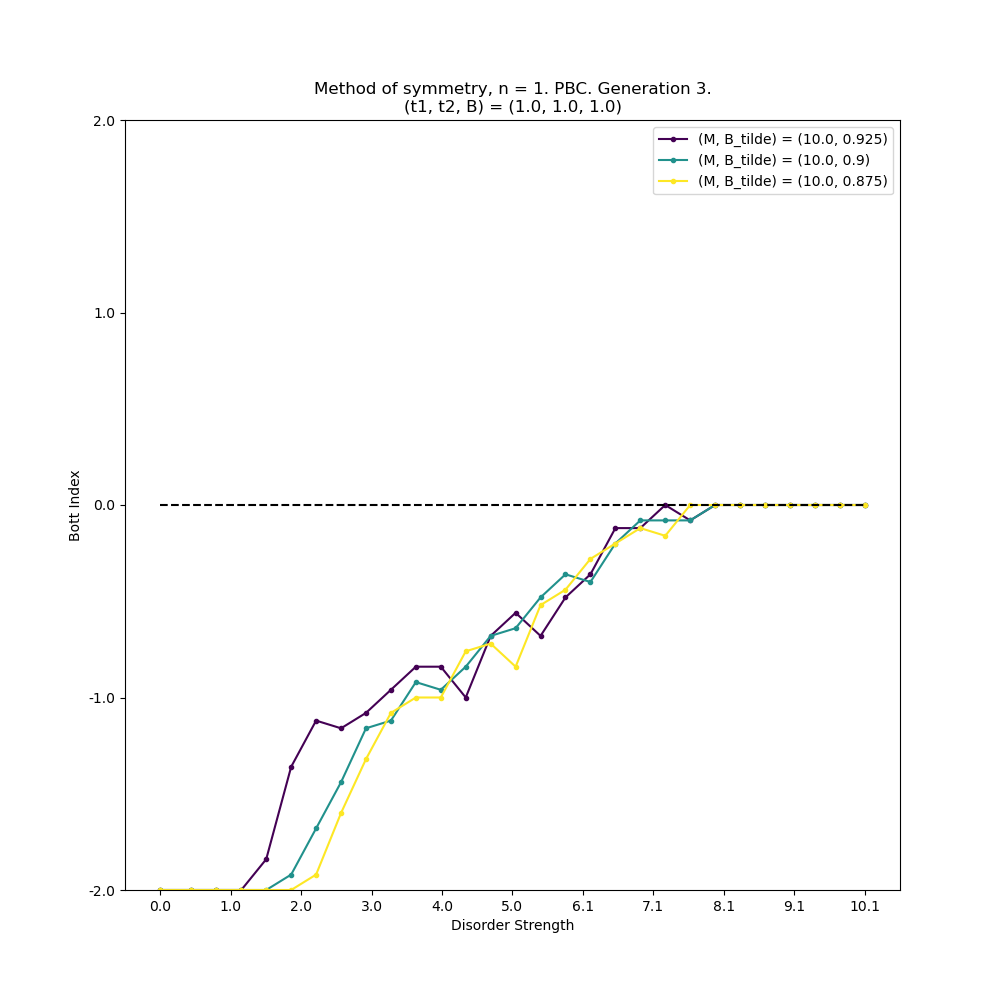 Method of symmetry, n = 1. PBC. Generation 3.
(t1, t2, B) = (1.0, 1.0, 1.0)
(M, B_tilde) = (10.0, 0.925)
(M, B_tilde) = (10.0, 0.9)
(M, B_tilde) = (10.0, 0.875)
2.0
1.0
0.0
-1.0
-2.0
Bott Index
0.0 1.0 2.0 3.0 4.0 5.0 6.1 7.1 8.1 9.1 10.1
Disorder Strength